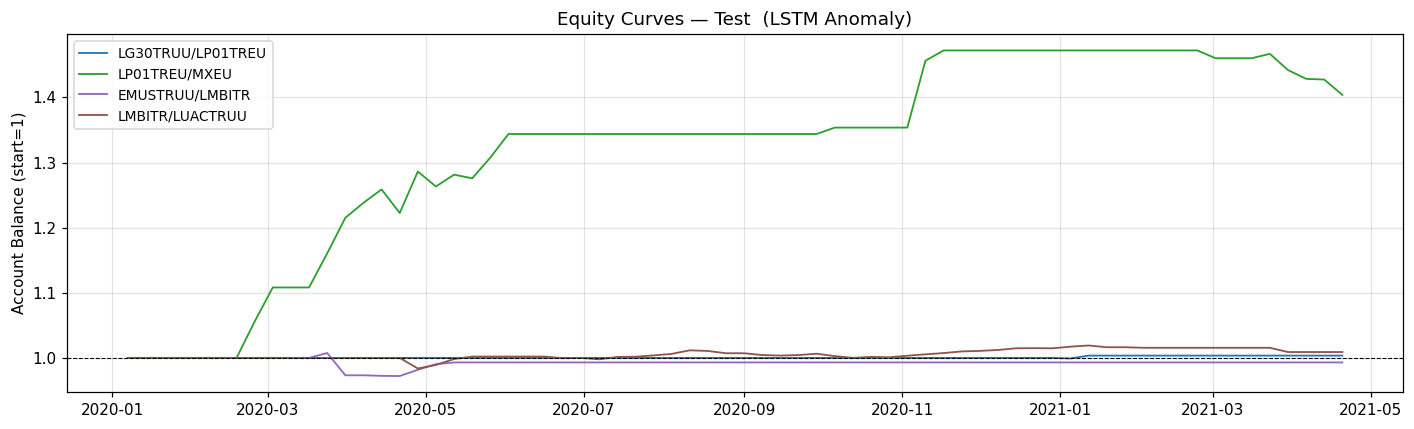 Equity Curves — Test  (LSTM Anomaly)
LG30TRUU/LP01TREU
LP01TREU/MXEU
EMUSTRUU/LMBITR
LMBITR/LUACTRUU
Account Balance (start=1)
1.4
1.3
1.2
1.1
1.0
2020-01
2020-03
2020-05
2020-07
2020-09
2020-11
2021-01
2021-03
2021-05